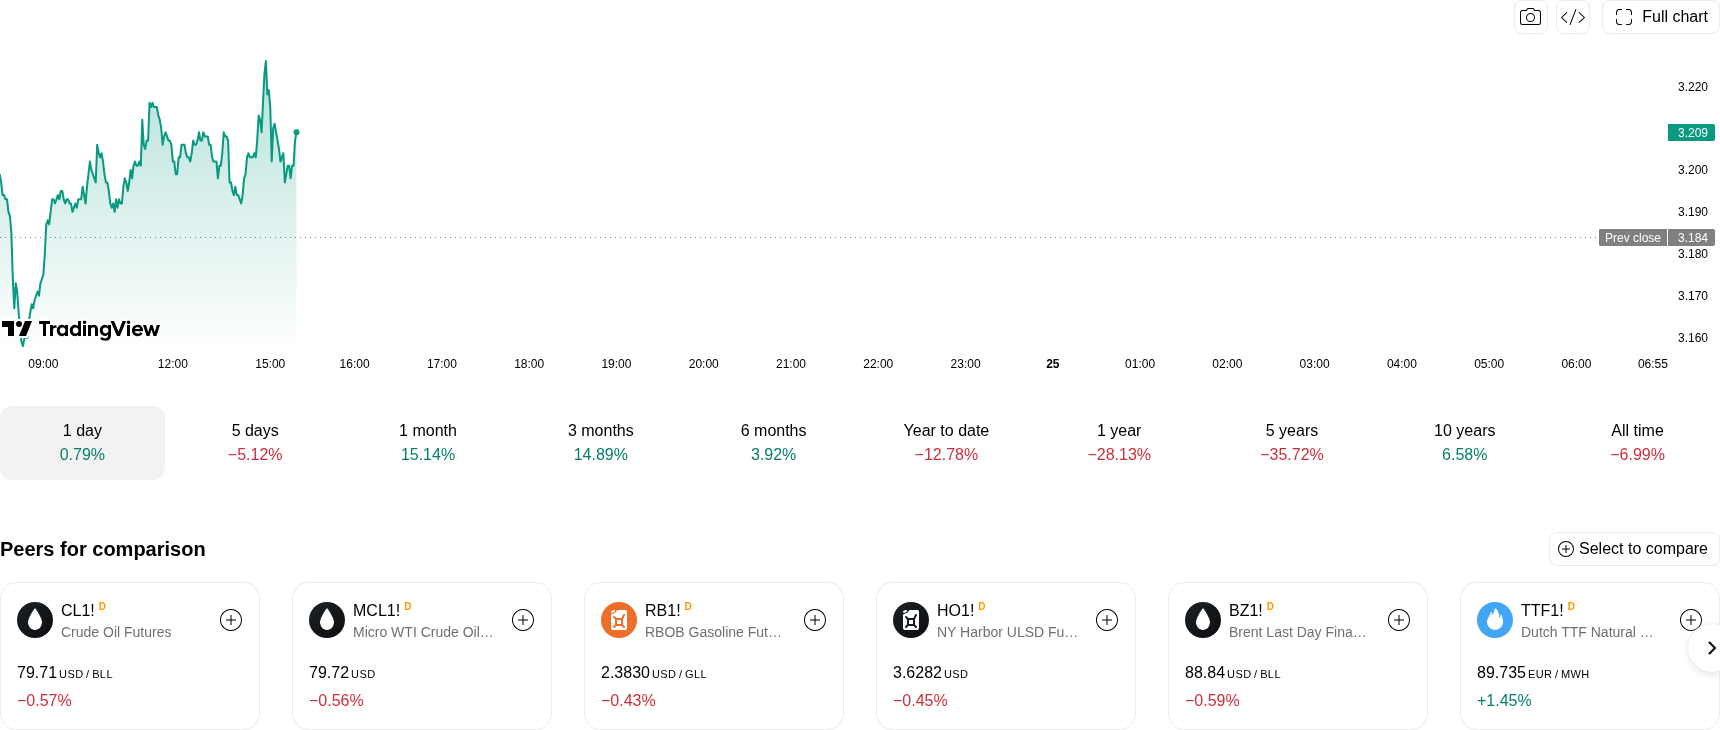 Full chart
3.220
3.209
3.200
3.190
Prev close 3.184
3.180
3.170
TradingView
3.160
09:00 12:00 15:00 16:00 17:00 18:00 19:00 20:00 21:00 22:00 23:00 25 01:00 02:00 03:00 04:00 05:00 06:00 06:55
1 day 5 days 1 month 3 months 6 months Year to date 1 year 5 years 10 years All time
0.79% −5.12% 15.14% 14.89% 3.92% −12.78% −28.13% −35.72% 6.58% −6.99%
Peers for comparison
Select to compare
CL1! D
Crude Oil Futures
79.71 USD / BLL
−0.57%
MCL1! D
Micro WTI Crude Oil…
79.72 USD
−0.56%
RB1! D
RBOB Gasoline Fut…
2.3830 USD / GLL
−0.43%
HO1! D
NY Harbor ULSD Fu…
3.6282 USD
−0.45%
BZ1! D
Brent Last Day Fina…
88.84 USD / BLL
−0.59%
TTF1! D
Dutch TTF Natural …
89.735 EUR / MWH
+1.45%